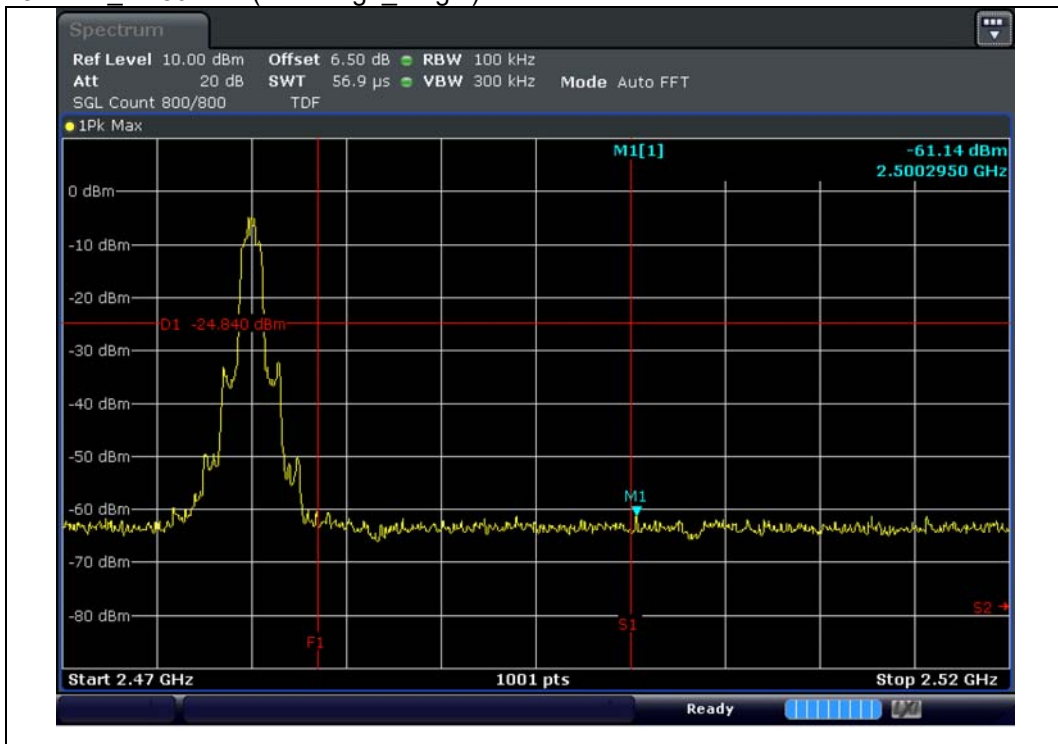 Spectrum
Ref Level 10.00 dBm Offset 6.50 dB RBW 100 kHz
Att 20 dB SWT 56.9 µs VBW 300 kHz Mode Auto FFT
SGL Count 800/800 TDF
1Pk Max
M1[1] -61.14 dBm
2.5002950 GHz
0 dBm
-10 dBm
-20 dBm
D1 -24.840 dBm
-30 dBm
-40 dBm
-50 dBm
M1
-60 dBm
-70 dBm
S2
-80 dBm
S1
F1
Start 2.47 GHz 1001 pts Stop 2.52 GHz
Ready